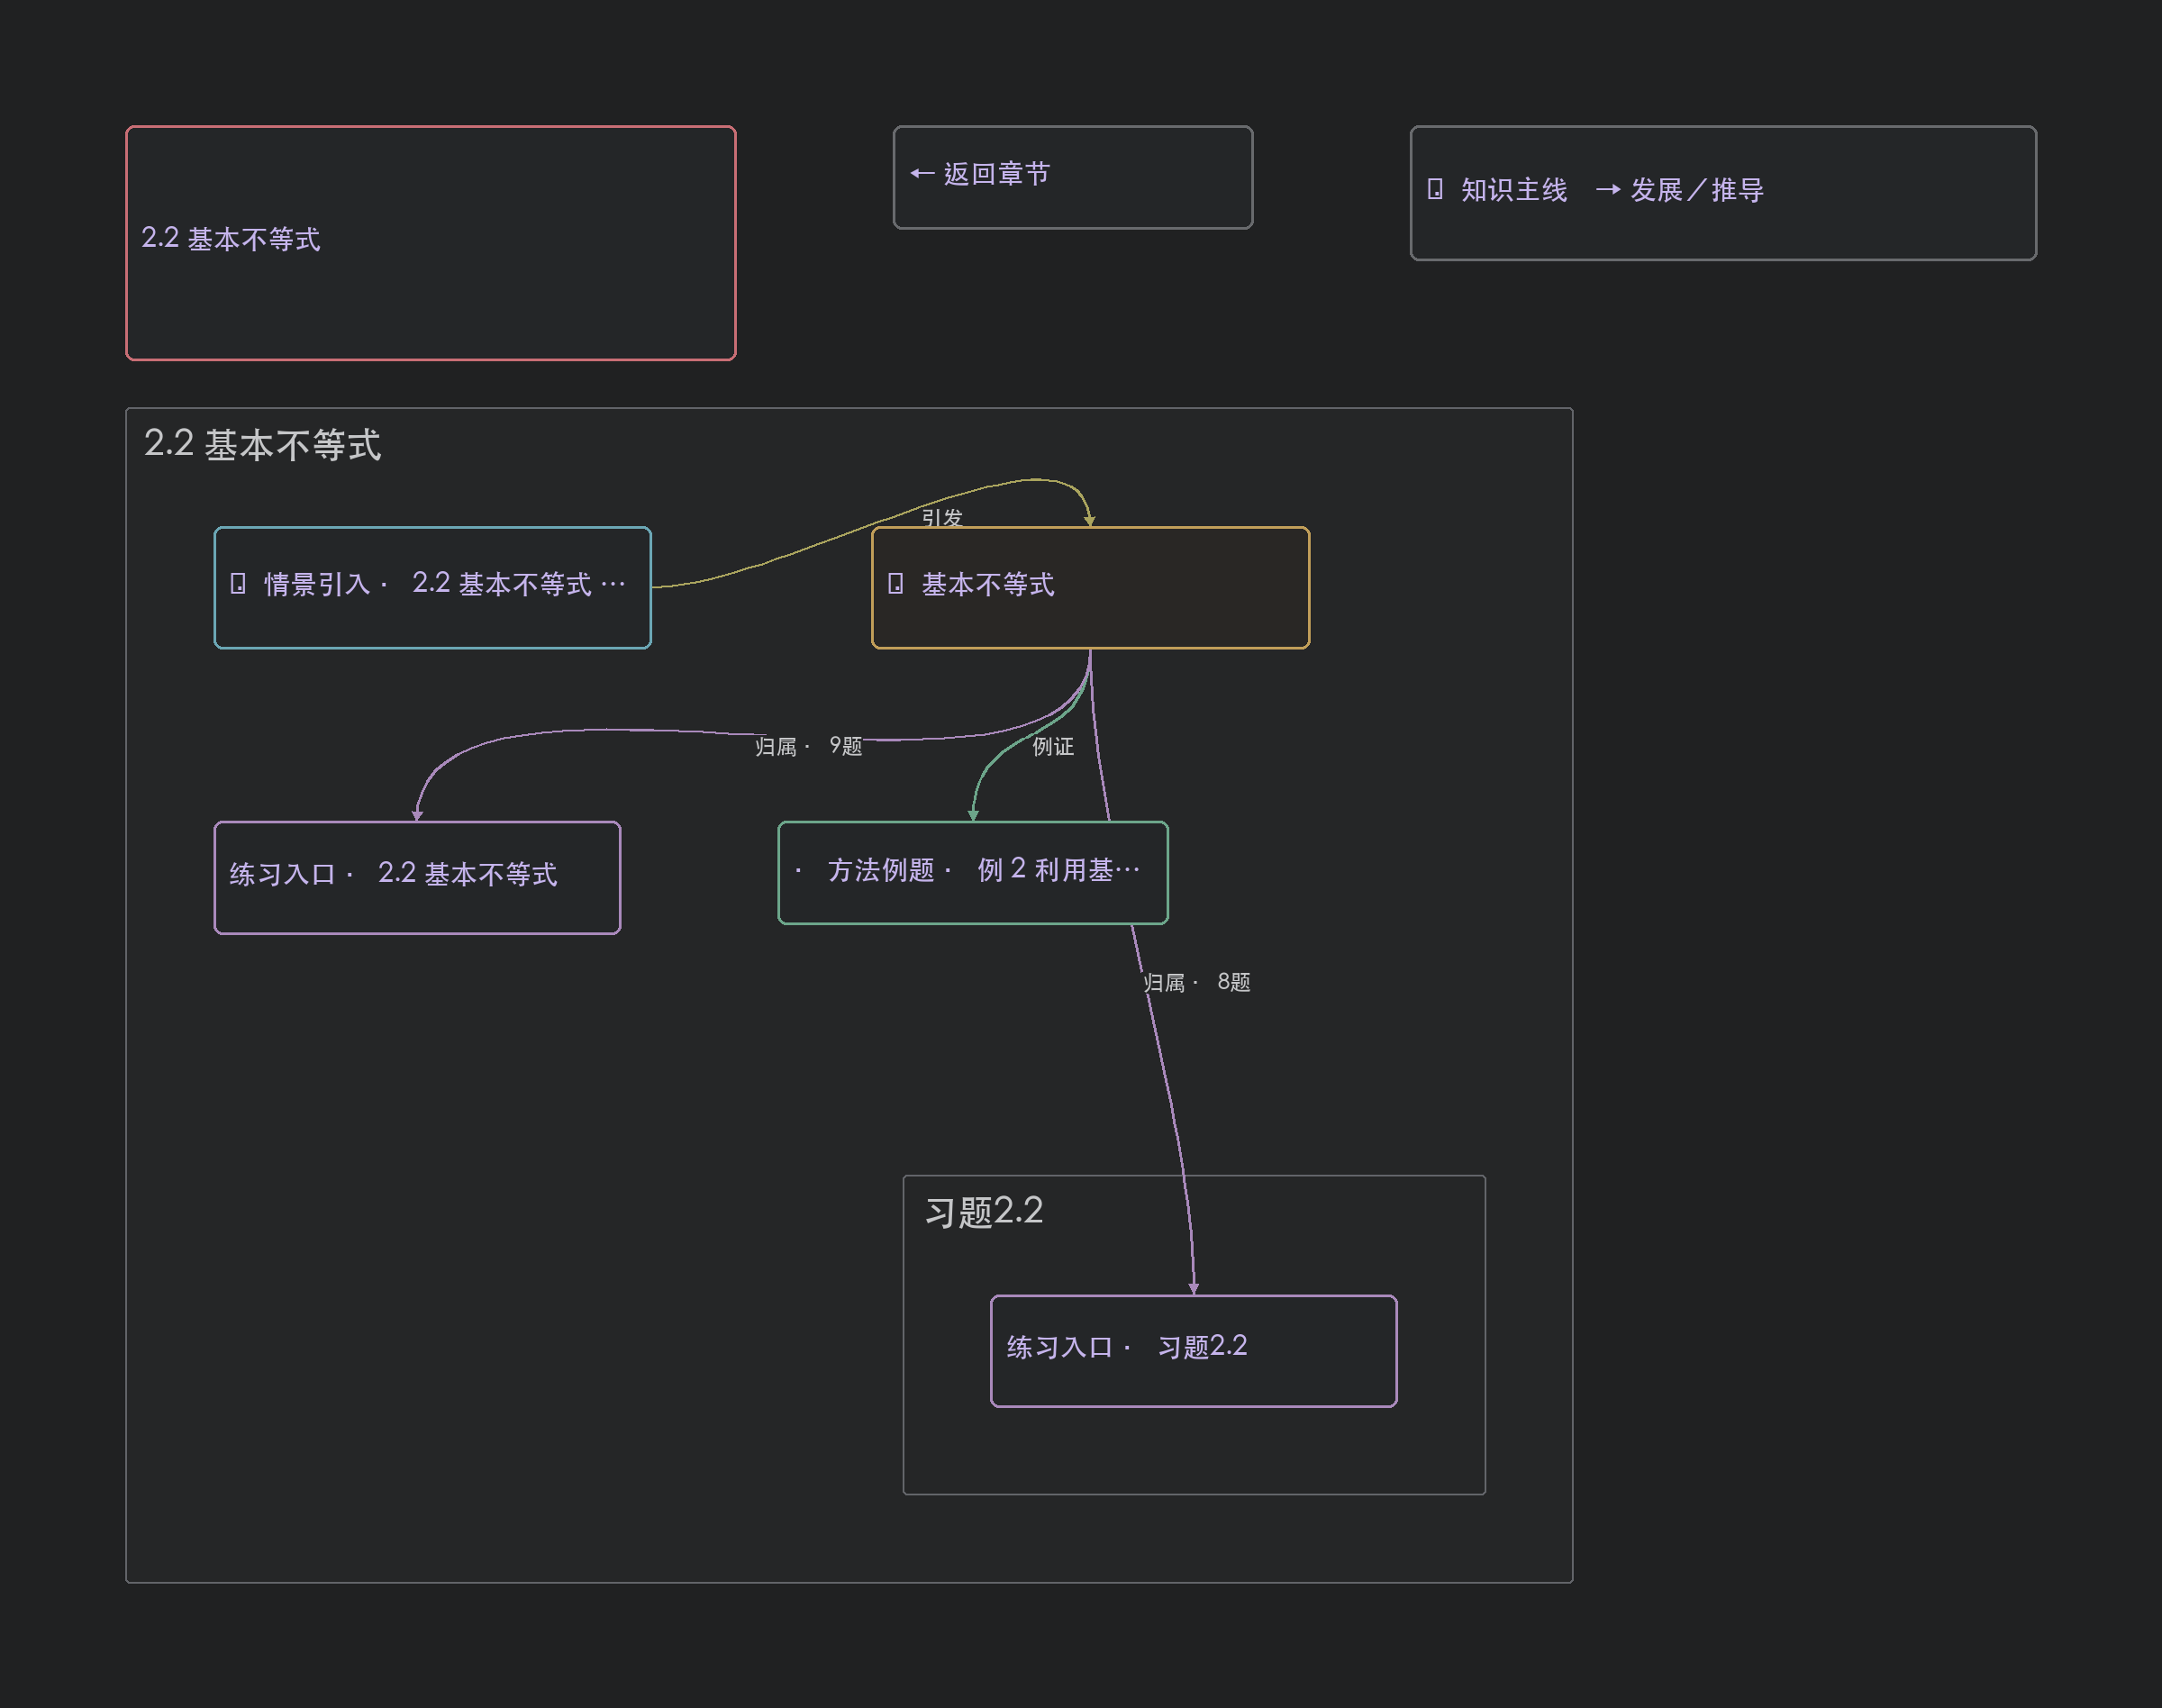 2.2 基本不等式
← 返回章节
知识主线 → 发展／推导
2.2 基本不等式
引发
情景引入 · 2.2 基本不等式 …
基本不等式
归属 · 9题
例证
练习入口 · 2.2 基本不等式
· 方法例题 · 例 2 利用基…
归属 · 8题
习题2.2
练习入口 · 习题2.2